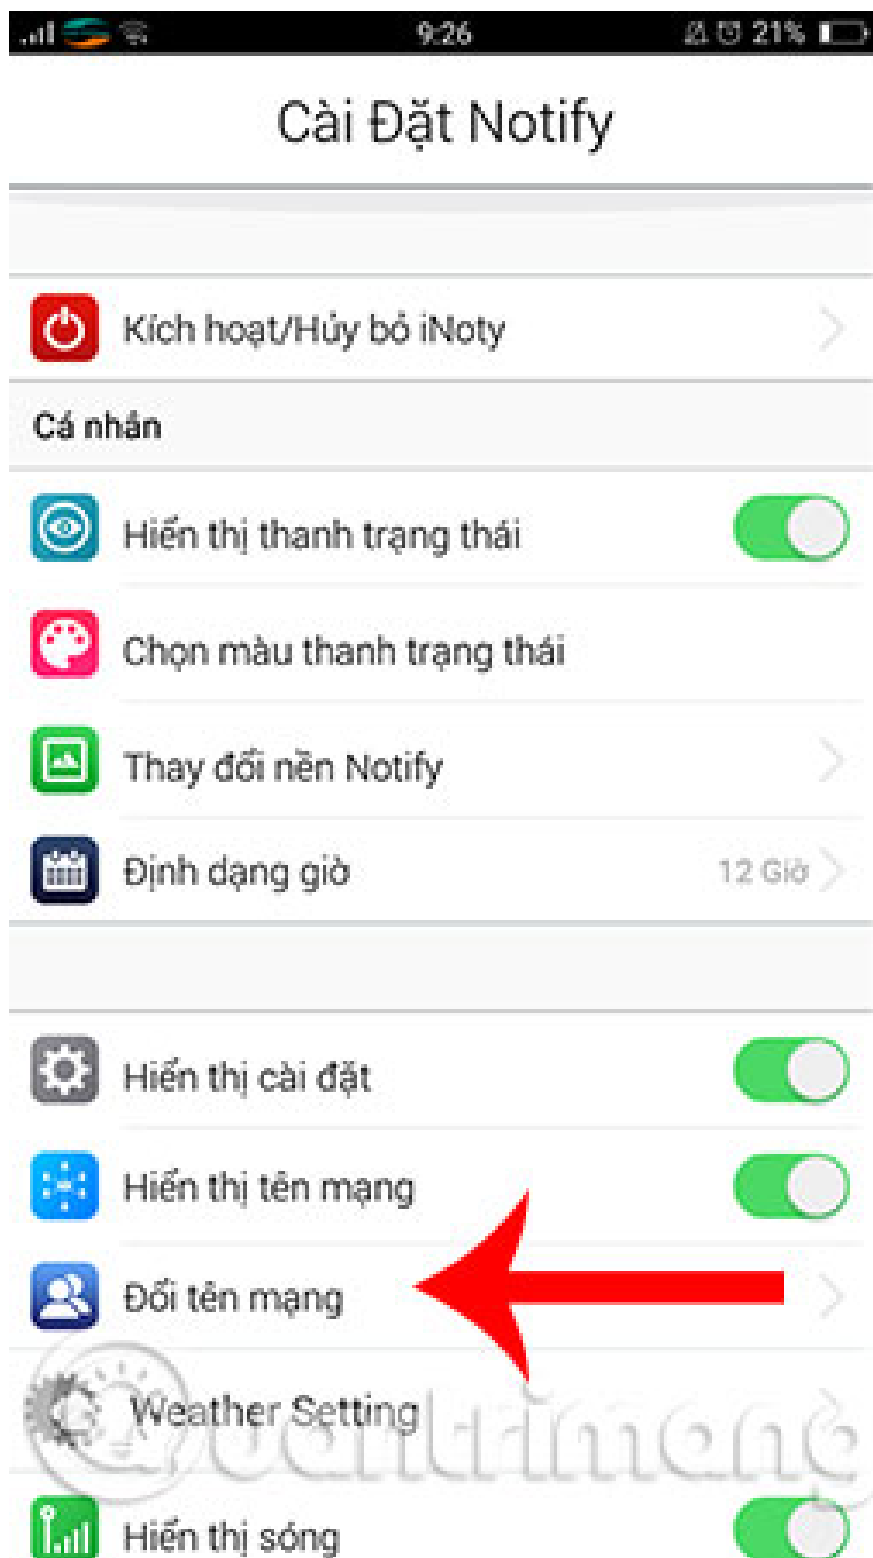 9:26
21%
Cài Đặt Notify
Kích hoạt/Hủy bỏ iNoty
Cá nhân
Hiển thị thanh trạng thái
Chọn màu thanh trạng thái
Thay đổi nền Notify
Định dạng giờ
12 Giờ
Hiển thị cài đặt
Hiển thị tên mạng
Đổi tên mạng
Weather Setting
Quantrimang
Hiển thị sóng